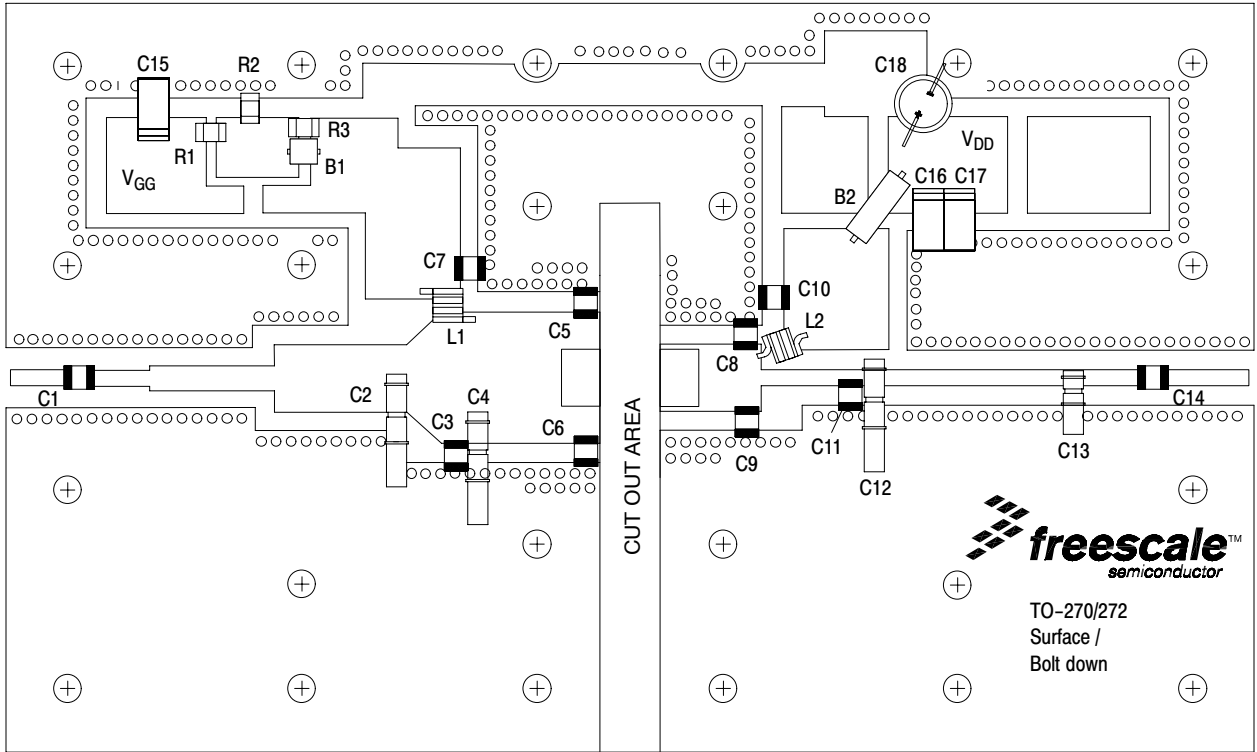 C15
R2
C18
R1
R3
B1
VGG
VDD
C16 C17
B2
C7
C10
L1
C5
C8
L2
C1
C2
C4
C3
C6
C9
C11
C12
C13
C14
CUT OUT AREA
freescale™
semiconductor
TO-270/272
Surface /
Bolt down